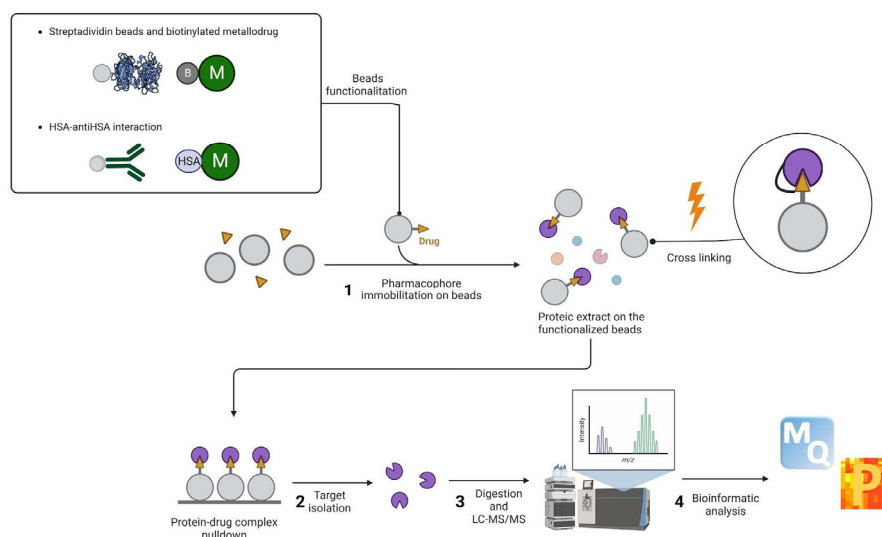 • Streptadividin beads and biotinylated metallodrug
B M
• HSA-antiHSA interaction
HSA M
Beads
functionalitation
Drug
1 Pharmacophore
immobilitation on beads
Cross linking
Proteic extract on the
functionalized beads
Protein-drug complex
pulldown
2 Target
isolation
3 Digestion
and
LC-MS/MS
Intensity
m/z
4 Bioinformatic
analysis
M
Q
P